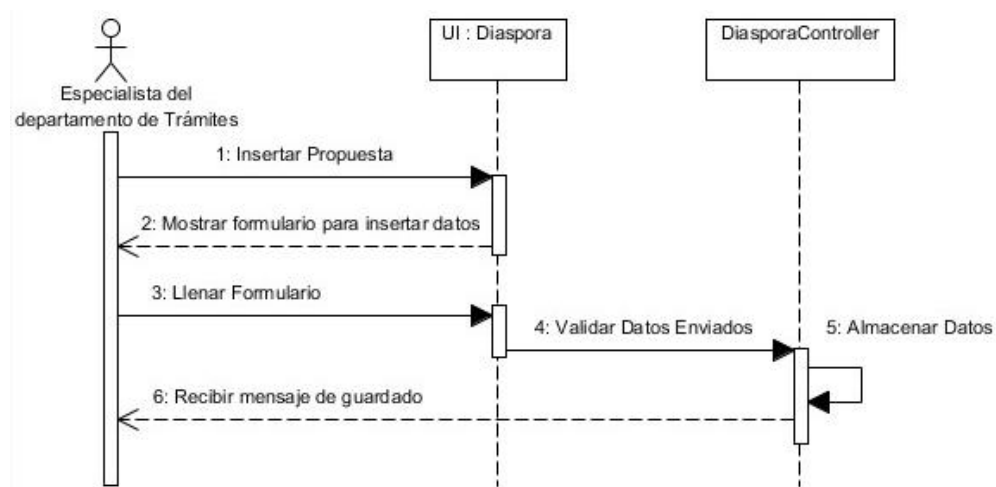 UI : Diaspora
DiasporaController
Especialista del
departamento de Trámites
1: Insertar Propuesta
2: Mostrar formulario para insertar datos
3: Llenar Formulario
4: Validar Datos Enviados
5: Almacenar Datos
6: Recibir mensaje de guardado